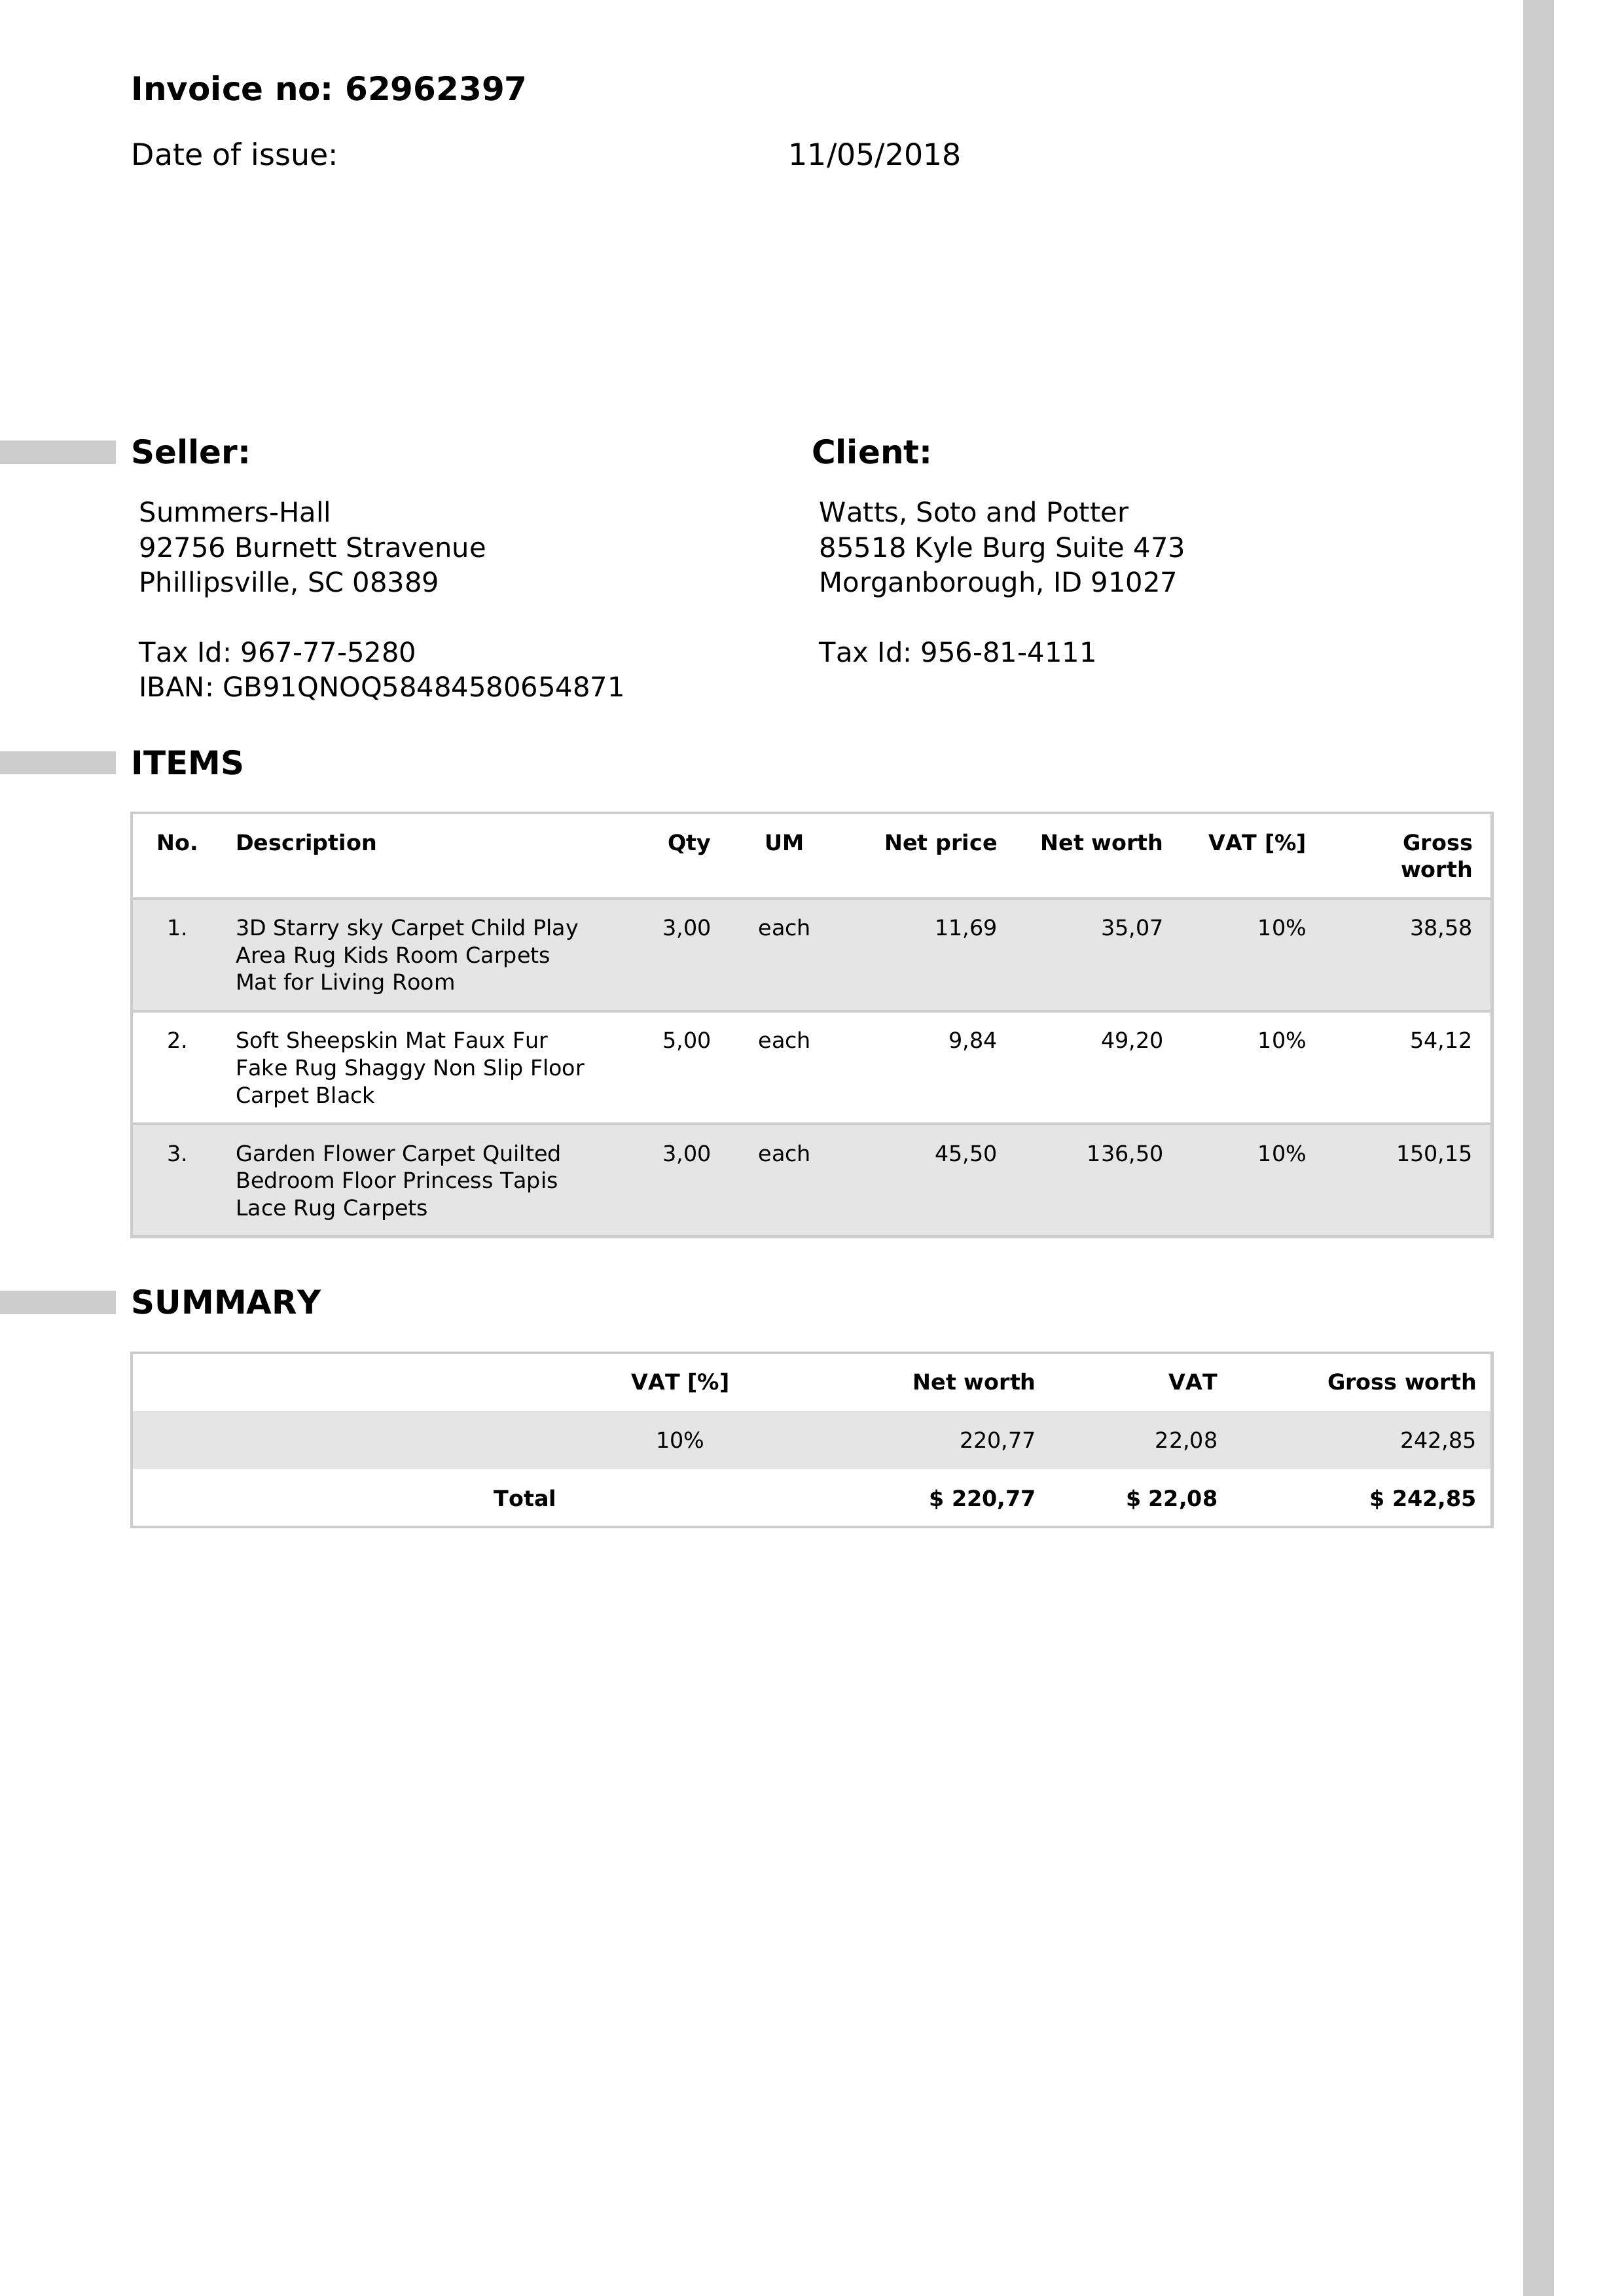 Invoice no: 62962397
Date of issue: 11/05/2018
Seller:
Summers-Hall
92756 Burnett Stravenue
Phillipsville, SC 08389
Tax Id: 967-77-5280
IBAN: GB91QNOQ58484580654871
Client:
Watts, Soto and Potter
85518 Kyle Burg Suite 473
Morganborough, ID 91027
Tax Id: 956-81-4111
ITEMS
No. Description Qty UM Net price Net worth VAT [%] Gross
worth
1. 3D Starry sky Carpet Child Play 3,00 each 11,69 35,07 10% 38,58
Area Rug Kids Room Carpets
Mat for Living Room
2. Soft Sheepskin Mat Faux Fur 5,00 each 9,84 49,20 10% 54,12
Fake Rug Shaggy Non Slip Floor
Carpet Black
3. Garden Flower Carpet Quilted 3,00 each 45,50 136,50 10% 150,15
Bedroom Floor Princess Tapis
Lace Rug Carpets
SUMMARY
VAT [%] Net worth VAT Gross worth
10% 220,77 22,08 242,85
Total $ 220,77 $ 22,08 $ 242,85